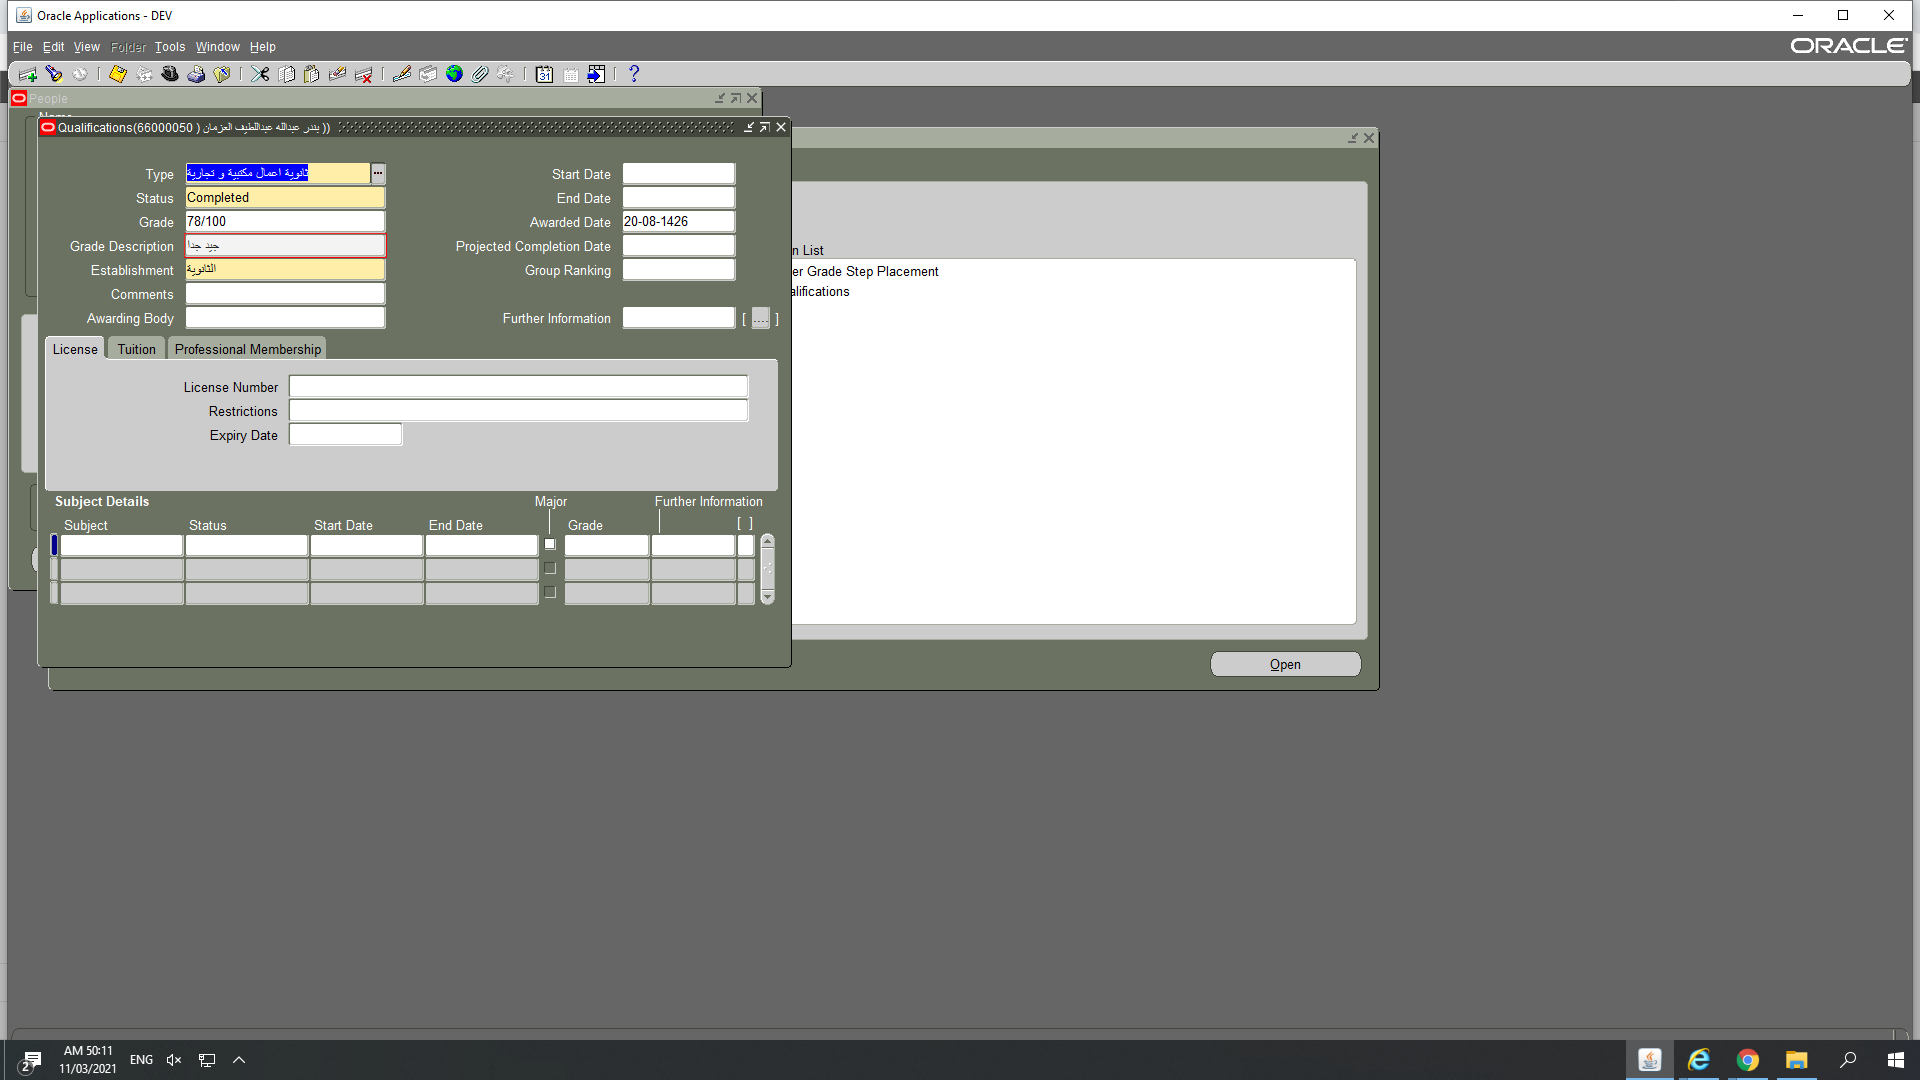 Oracle Applications - DEV
File Edit View Folder Tools Window Help
ORACLE
People
Name
Qualifications(66000050 ) بندر عبدالله عبداللطيف العزمان ))
Type ثانوية اعمال مكتبية و تجارية
Start Date
Status Completed
End Date
Grade 78/100
Awarded Date 20-08-1426
Grade Description جيد جدا
Projected Completion Date
Establishment الثانوية
Group Ranking
Comments
Awarding Body
Further Information [ .... ]
n List
er Grade Step Placement
alifications
License Tuition Professional Membership
License Number
Restrictions
Expiry Date
Subject Details Major Further Information
Subject Status Start Date End Date Grade [ ]
Open
2
AM 50:11
11/03/2021
ENG